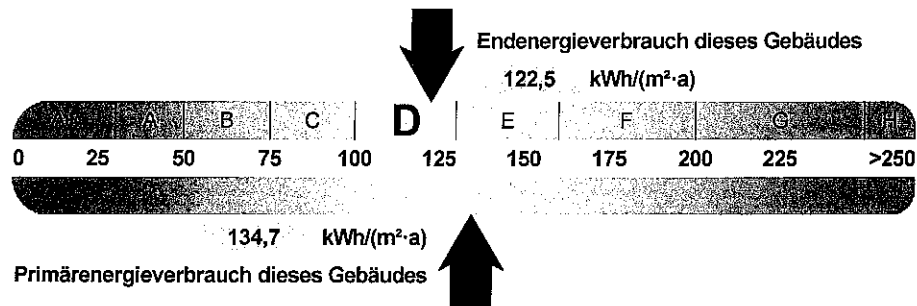 Endenergieverbrauch dieses Gebäudes
122,5 kWh/(m²·a)
A+ A B C D E F G H
0 25 50 75 100 125 150 175 200 225 >250
134,7 kWh/(m²·a)
Primärenergieverbrauch dieses Gebäudes